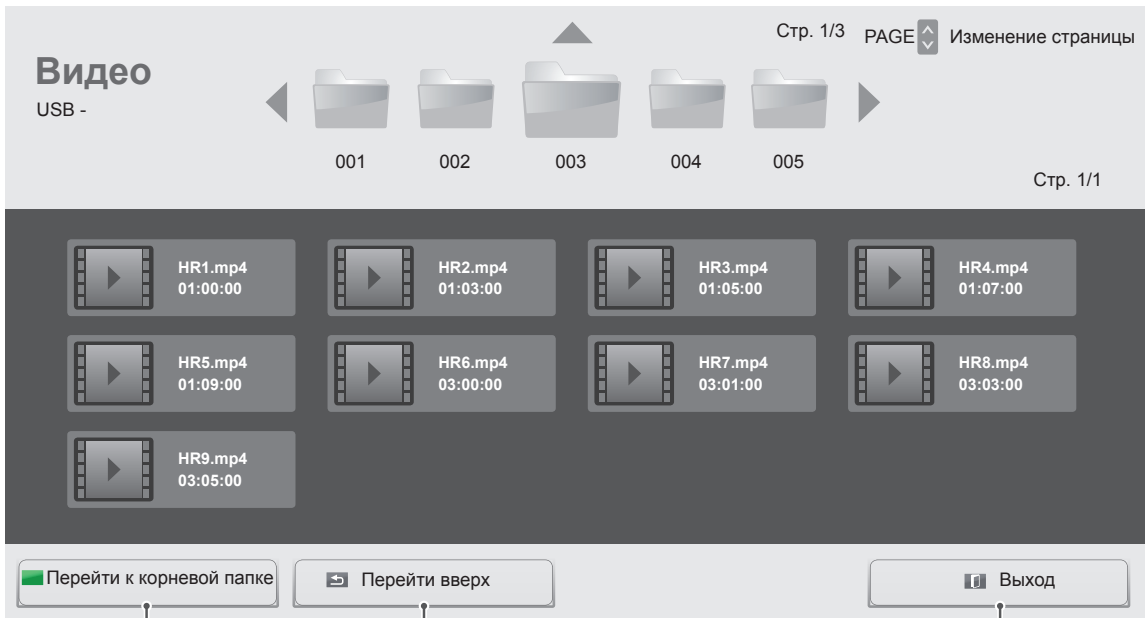 Стр. 1/3 PAGE Изменение страницы
Видео
USB -
001 002 003 004 005
Стр. 1/1
HR1.mp4 HR2.mp4 HR3.mp4 HR4.mp4
01:00:00 01:03:00 01:05:00 01:07:00
HR5.mp4 HR6.mp4 HR7.mp4 HR8.mp4
01:09:00 03:00:00 03:01:00 03:03:00
HR9.mp4
03:05:00
Перейти к корневой папке Перейти вверх Выход